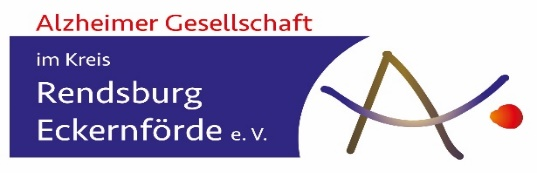 Alzheimer Gesellschaft
im Kreis
Rendsburg
Eckernförde e. V.